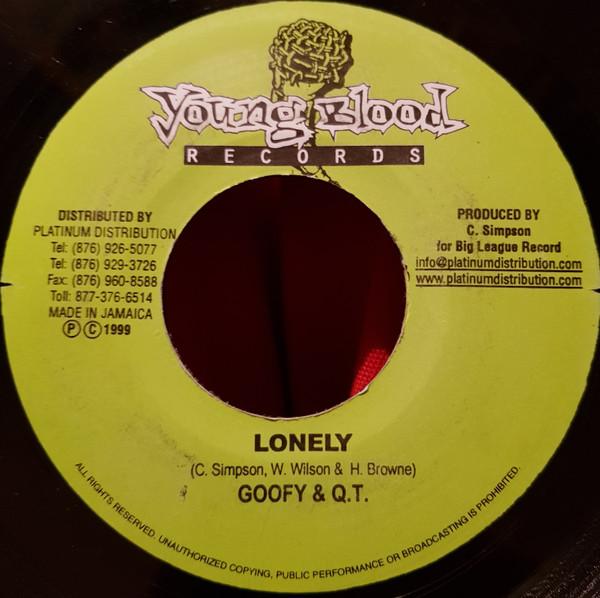 Young Blood
RECORDS
DISTRIBUTED BY
PLATINUM DISTRIBUTION
Tel: (876) 926-5077
Tel: (876) 929-3726
Fax: (876) 960-8588
Toll: 877-376-6514
MADE IN JAMAICA
Ⓟ Ⓒ 1999
PRODUCED BY
C. Simpson
for Big League Record
info@platinumdistribution.com
www.platinumdistribution.com
LONELY
(C. Simpson, W. Wilson & H. Browne)
GOOFY & Q.T.
ALL RIGHTS RESERVED. UNAUTHORIZED COPYING, PUBLIC PERFORMANCE OR BROADCASTING IS PROHIBITED.